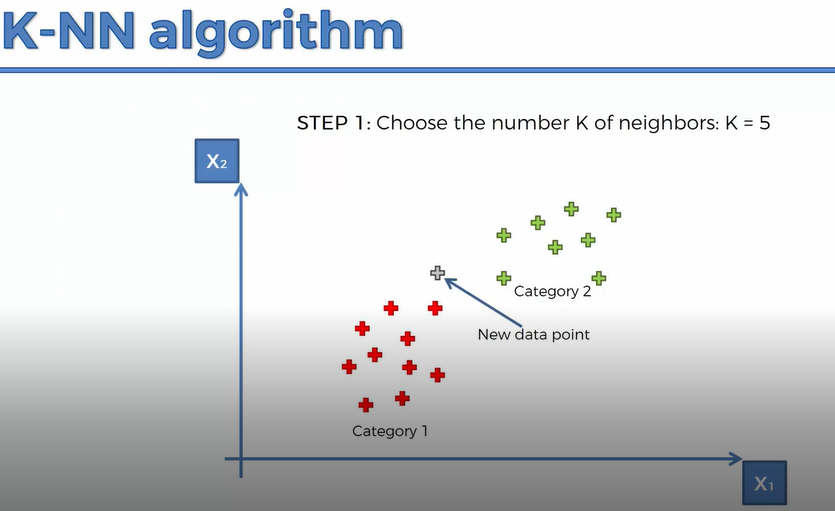 K-NN algorithm
STEP 1: Choose the number K of neighbors: K = 5
X₂
Category 2
New data point
Category 1
X₁